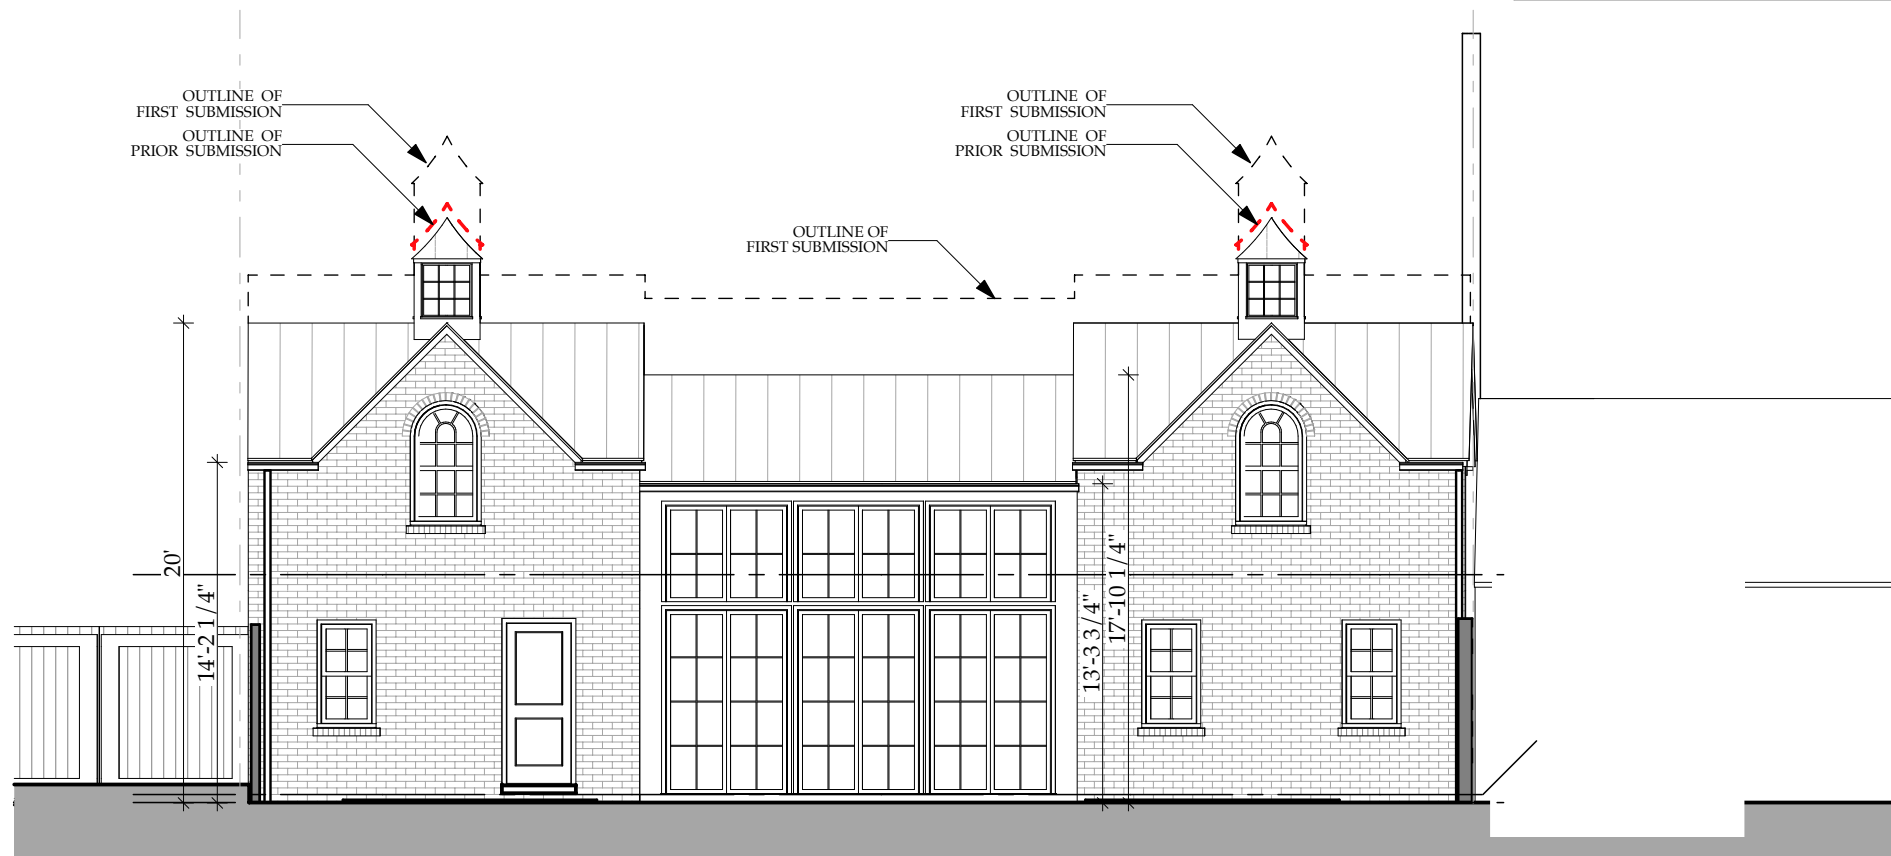 OUTLINE OF
FIRST SUBMISSION
OUTLINE OF
PRIOR SUBMISSION
OUTLINE OF
FIRST SUBMISSION
OUTLINE OF
FIRST SUBMISSION
OUTLINE OF
PRIOR SUBMISSION
20'
14'-2 1/4"
13'-3 3/4"
17'-10 1/4"